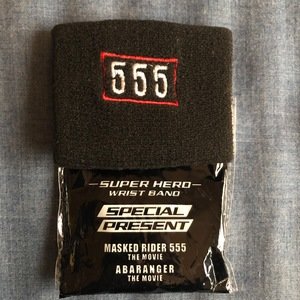 555
SUPER HERO
WRIST BAND
SPECIAL
PRESENT
MASKED RIDER 555
THE MOVIE
ABARANGER
THE MOVIE